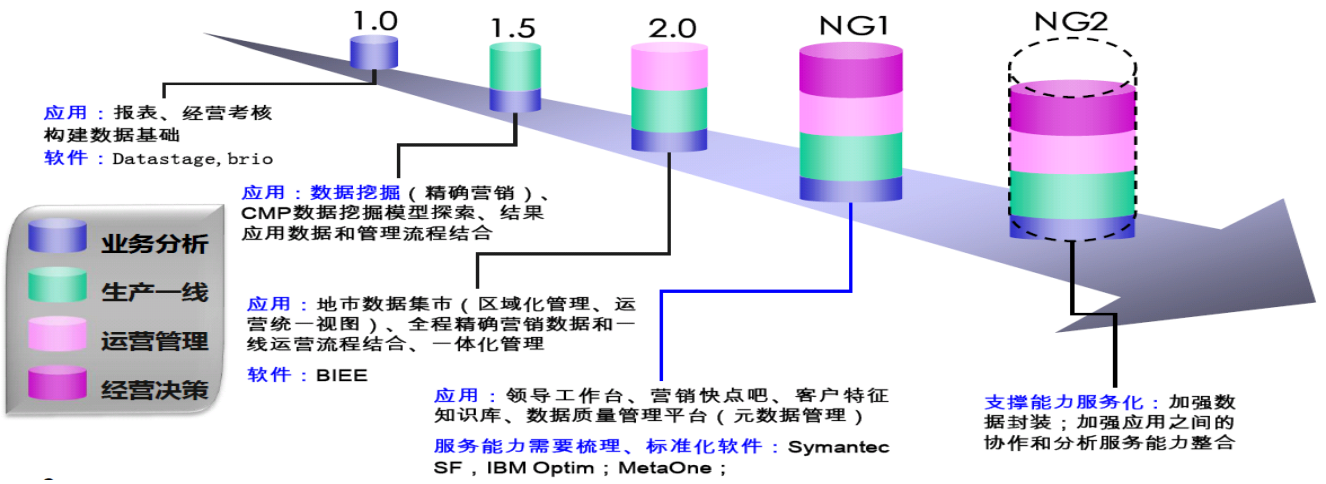 1.0
1.5
2.0
NG1
NG2
应用：报表、经营考核
构建数据基础
软件：Datastage,brio
应用：数据挖掘（精确营销）、
CMP数据挖掘模型探索、结果
应用数据和管理流程结合
应用：地市数据集市（区域化管理、运
营统一视图）、全程精确营销数据和一
线运营流程结合、一体化管理
软件：BIEE
应用：领导工作台、营销快点吧、客户特征
知识库、数据质量管理平台（元数据管理）
服务能力需要梳理、标准化软件：Symantec
SF，IBM Optim；MetaOne；
支撑能力服务化：加强数
据封装；加强应用之间的
协作和分析服务能力整合
业务分析
生产一线
运营管理
经营决策